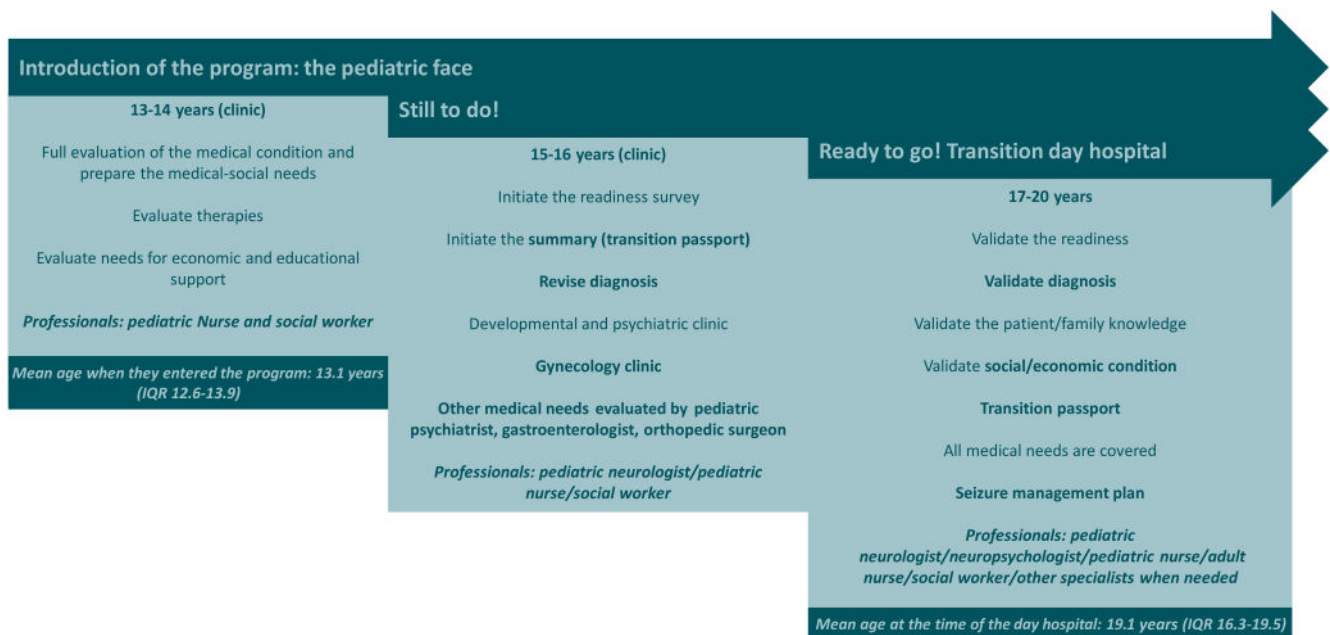 Introduction of the program: the pediatric face
13-14 years (clinic)
Full evaluation of the medical condition and
prepare the medical-social needs
Evaluate therapies
Evaluate needs for economic and educational
support
Professionals: pediatric Nurse and social worker
Mean age when they entered the program: 13.1 years
(IQR 12.6-13.9)
Still to do!
15-16 years (clinic)
Initiate the readiness survey
Initiate the summary (transition passport)
Revise diagnosis
Developmental and psychiatric clinic
Gynecology clinic
Other medical needs evaluated by pediatric
psychiatrist, gastroenterologist, orthopedic surgeon
Professionals: pediatric neurologist/pediatric
nurse/social worker
Ready to go! Transition day hospital
17-20 years
Validate the readiness
Validate diagnosis
Validate the patient/family knowledge
Validate social/economic condition
Transition passport
All medical needs are covered
Seizure management plan
Professionals: pediatric
neurologist/neuropsychologist/pediatric nurse/adult
nurse/social worker/other specialists when needed
Mean age at the time of the day hospital: 19.1 years (IQR 16.3-19.5)